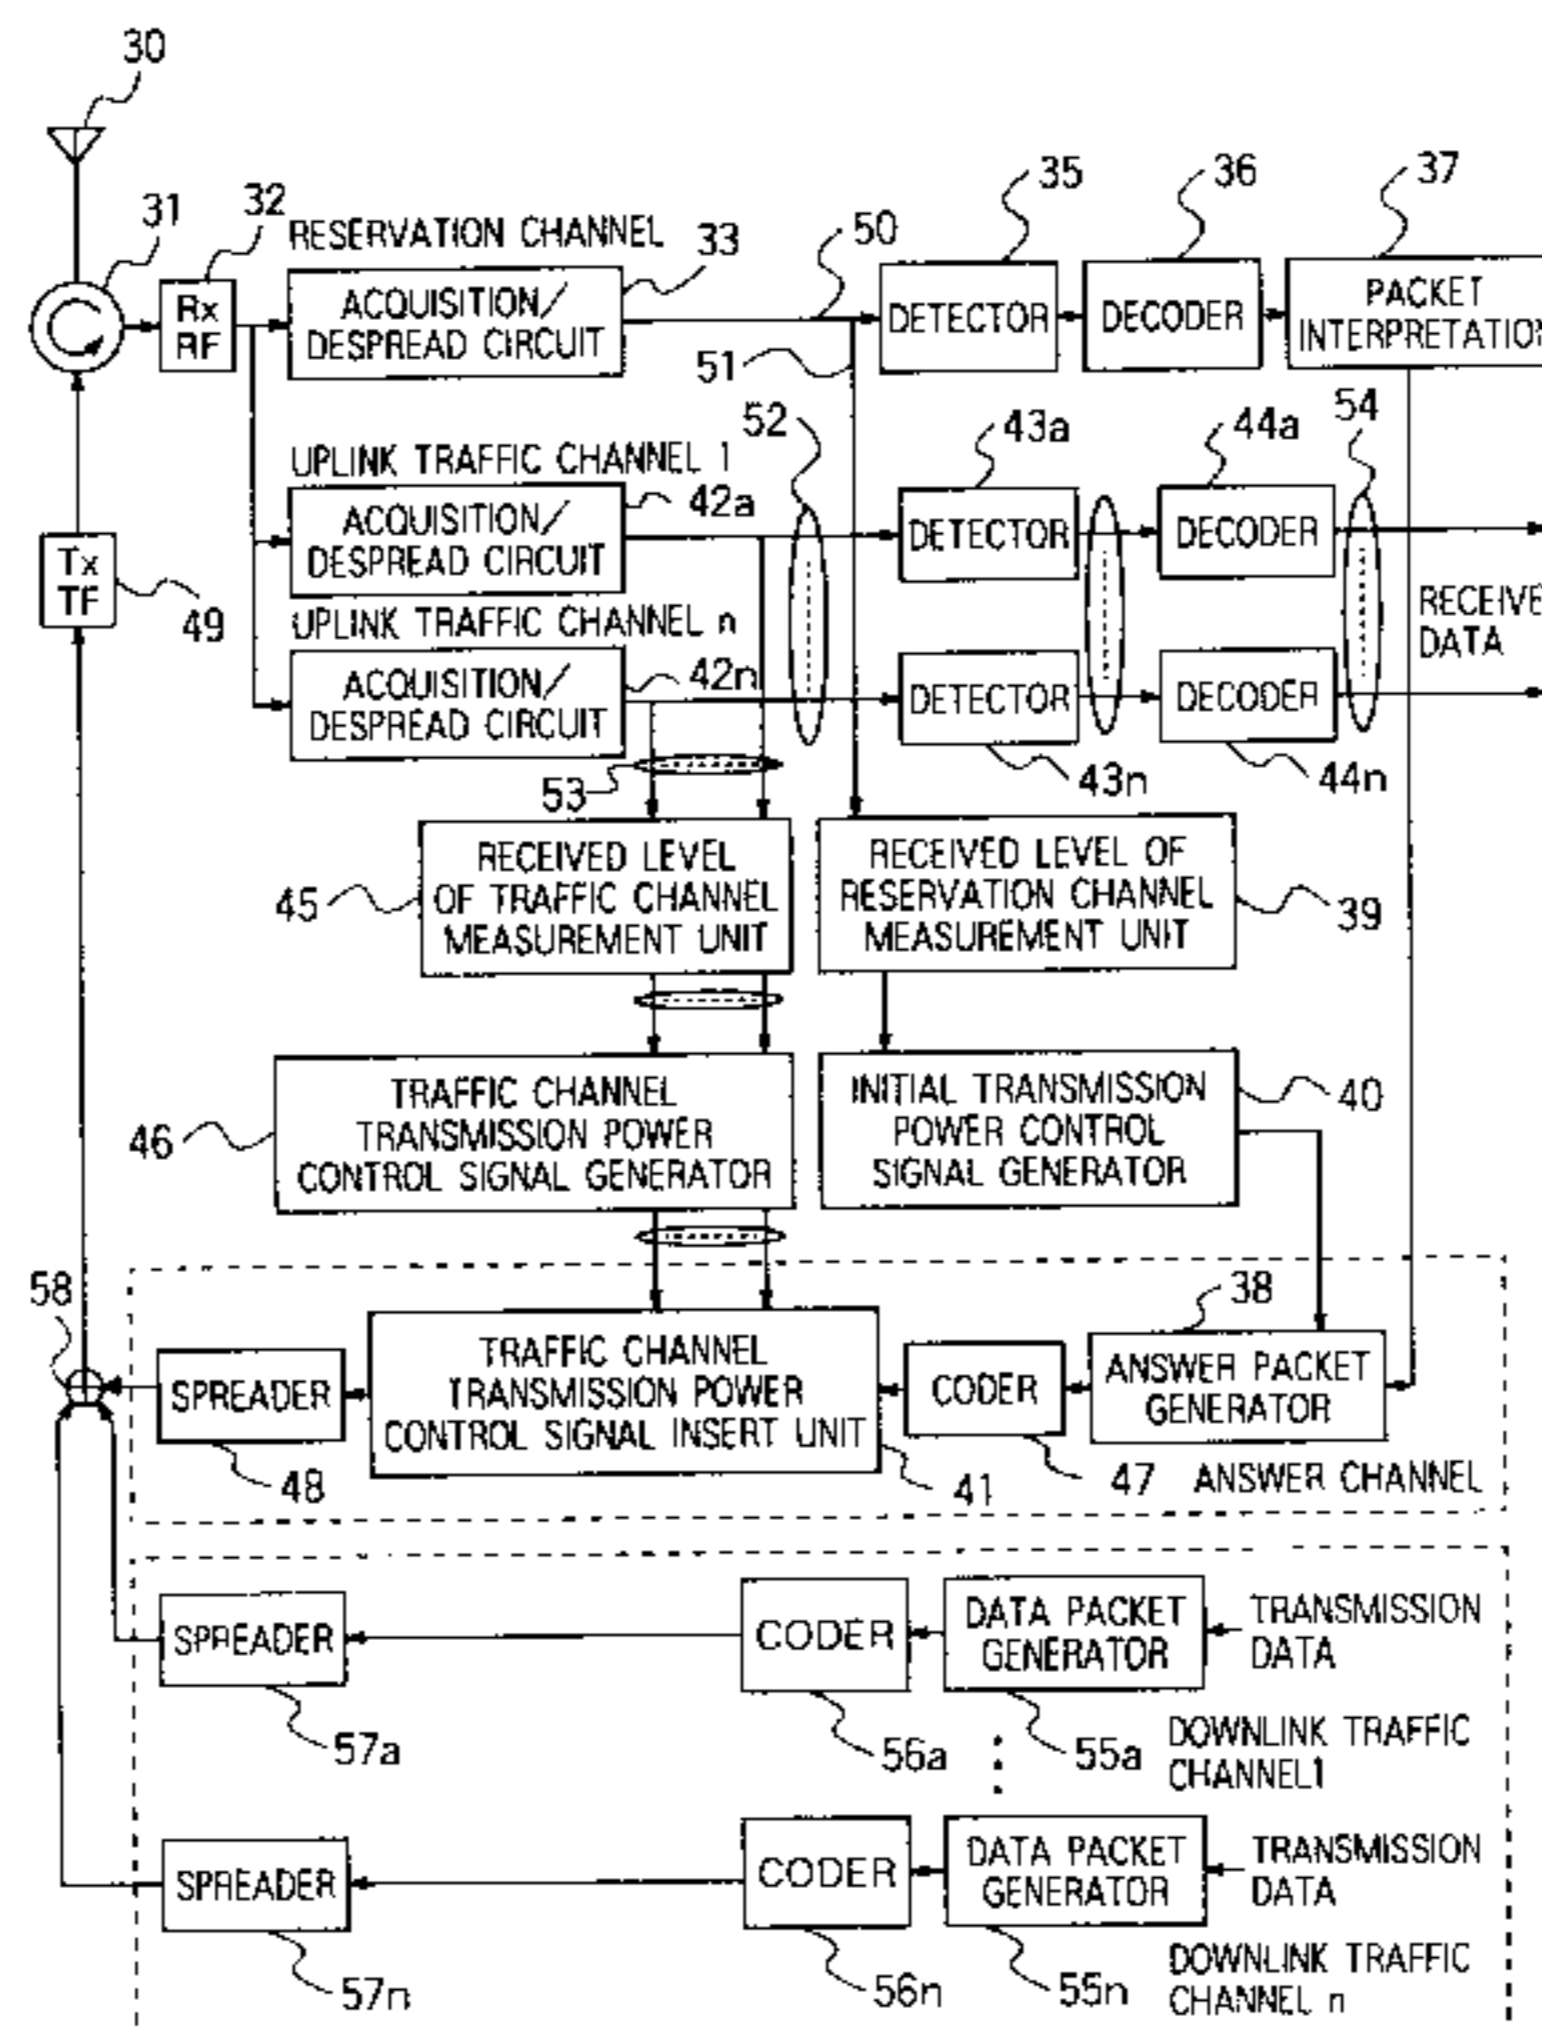 30
31
32
RESERVATION CHANNEL
33
50
35
36
37
Rx
RF
ACQUISITION/
DESPREAD CIRCUIT
DETECTOR
DECODER
PACKET
INTERPRETATION
51
52
43a
44a
54
UPLINK TRAFFIC CHANNEL 1
42a
ACQUISITION/
DESPREAD CIRCUIT
DETECTOR
DECODER
Tx
TF
49
RECEIVE
DATA
UPLINK TRAFFIC CHANNEL n
42n
ACQUISITION/
DESPREAD CIRCUIT
DETECTOR
DECODER
53
43n
44n
45
RECEIVED LEVEL
OF TRAFFIC CHANNEL
MEASUREMENT UNIT
RECEIVED LEVEL OF
RESERVATION CHANNEL
MEASUREMENT UNIT
39
46
TRAFFIC CHANNEL
TRANSMISSION POWER
CONTROL SIGNAL GENERATOR
INITIAL TRANSMISSION
POWER CONTROL
SIGNAL GENERATOR
40
58
38
SPREADER
TRAFFIC CHANNEL
TRANSMISSION POWER
CONTROL SIGNAL INSERT UNIT
CODER
ANSWER PACKET
GENERATOR
48
41
47
ANSWER CHANNEL
SPREADER
CODER
DATA PACKET
GENERATOR
TRANSMISSION
DATA
57a
56a
55a
DOWNLINK TRAFFIC
CHANNEL1
SPREADER
CODER
DATA PACKET
GENERATOR
TRANSMISSION
DATA
57n
56n
55n
DOWNLINK TRAFFIC
CHANNEL n